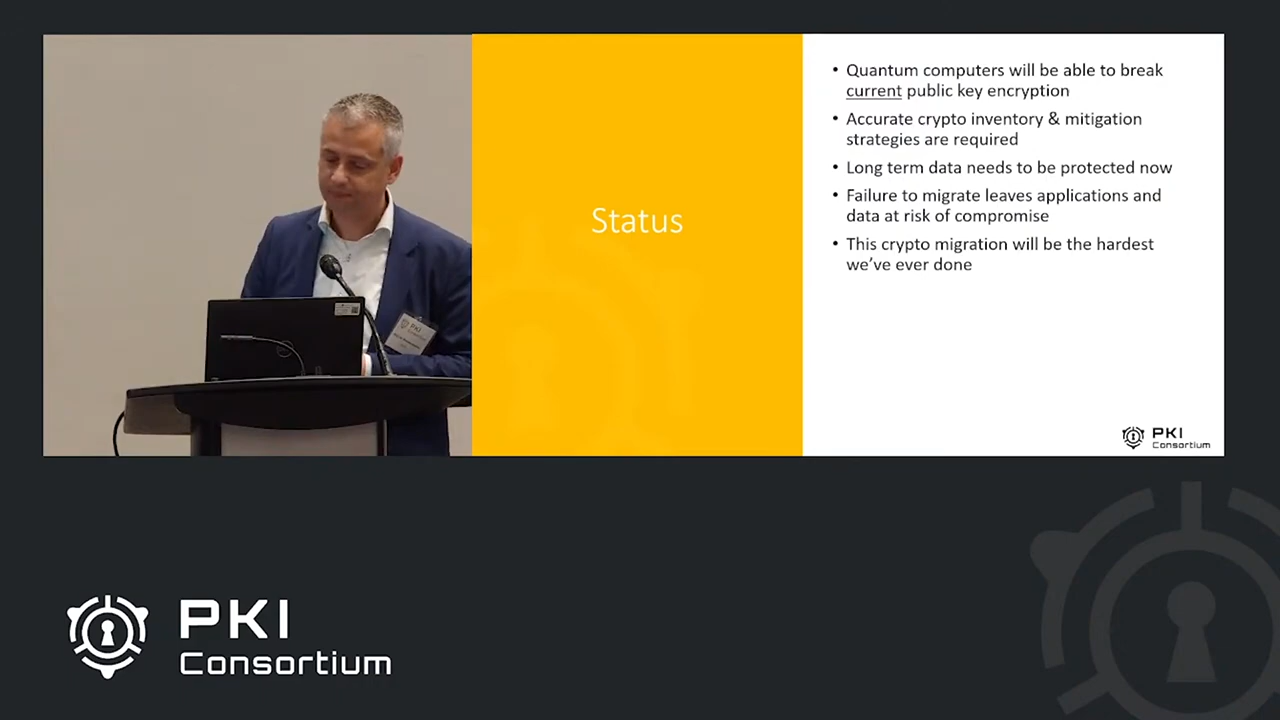 Status
• Quantum computers will be able to break
current public key encryption
• Accurate crypto inventory & mitigation
strategies are required
• Long term data needs to be protected now
• Failure to migrate leaves applications and
data at risk of compromise
• This crypto migration will be the hardest
we've ever done
PKI
Consortium
PKI
PKI
Consortium